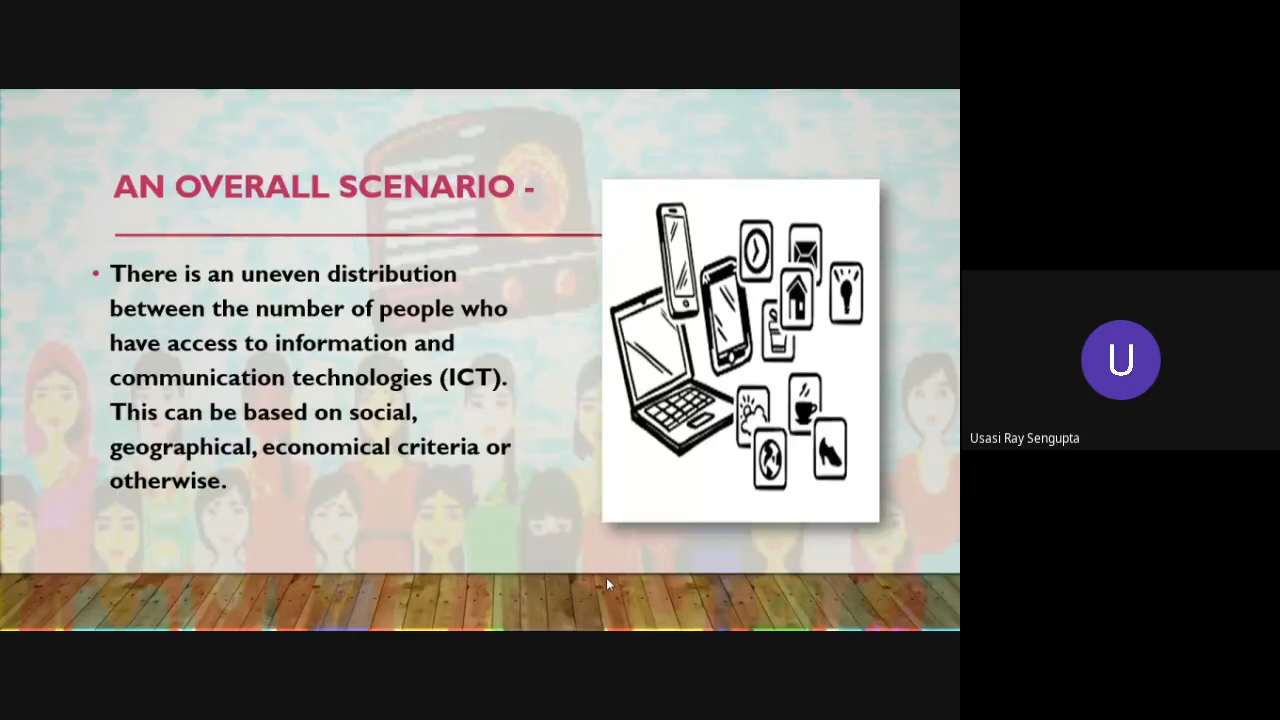 AN OVERALL SCENARIO -
• There is an uneven distribution
between the number of people who
have access to information and
communication technologies (ICT).
This can be based on social,
geographical, economical criteria or
otherwise.
U
Usasi Ray Sengupta